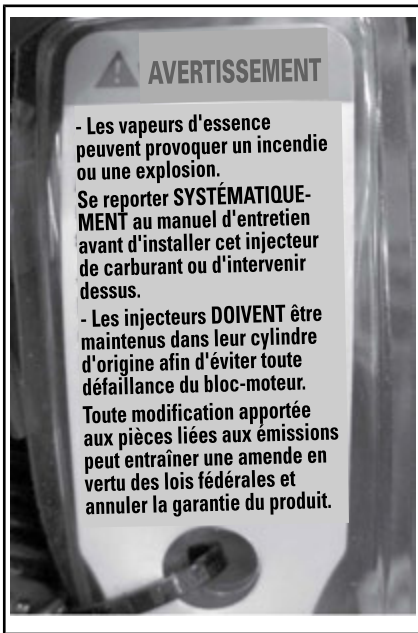 AVERTISSEMENT
- Les vapeurs d'essence
peuvent provoquer un incendie
ou une explosion.
Se reporter SYSTÉMATIQUE-
MENT au manuel d'entretien
avant d'installer cet injecteur
de carburant ou d'intervenir
dessus.
- Les injecteurs DOIVENT être
maintenus dans leur cylindre
d'origine afin d'éviter toute
défaillance du bloc-moteur.
Toute modification apportée
aux pièces liées aux émissions
peut entraîner une amende en
vertu des lois fédérales et
annuler la garantie du produit.